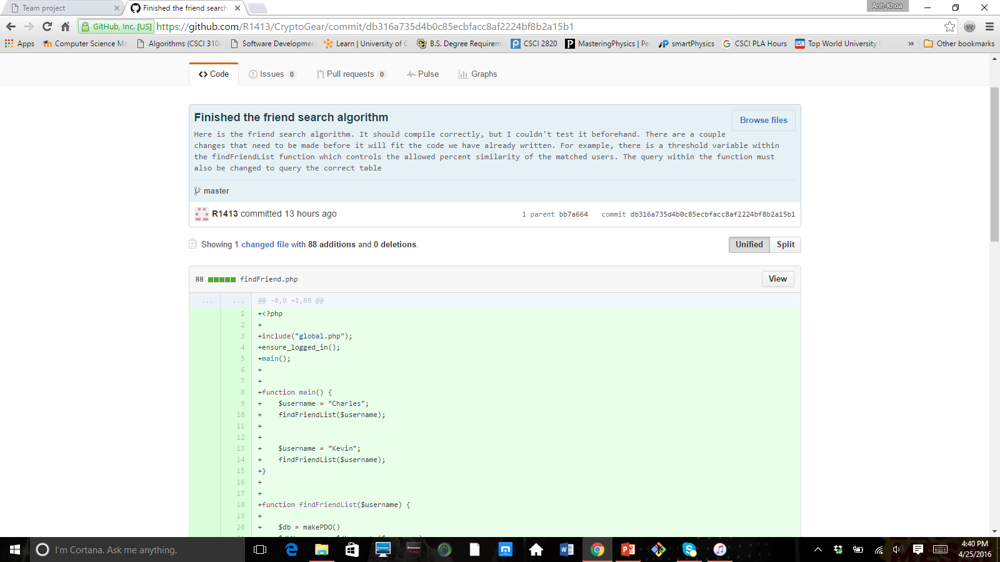 Team project
Finished the friend search
Anh-Khoa
GitHub, Inc. [US] https://github.com/R1413/CryptoGear/commit/db316a735d4b0c85ecbfacc8af2224bf8b2a15b1
Apps Computer Science Mc Algorithms (CSCI 3104 Software Developmen Learn | University of C B.S. Degree Requirem CSCI 2820 MasteringPhysics | Pe smartPhysics CSCI PLA Hours Top World University » Other bookmarks
Code Issues 0 Pull requests 0 Pulse Graphs
Finished the friend search algorithm
Browse files
Here is the friend search algorithm. It should compile correctly, but I couldn't test it beforehand. There are a couple
changes that need to be made before it will fit the code we have already written. For example, there is a threshold variable within
the findFriendList function which controls the allowed percent similarity of the matched users. The query within the function must
also be changed to query the correct table
master
R1413 committed 13 hours ago 1 parent bb7a664 commit db316a735d4b0c85ecbfacc8af2224bf8b2a15b1
Showing 1 changed file with 88 additions and 0 deletions. Unified Split
88 findFriend.php View
... ... @@ -0,0 +1,88 @@
1 +<?php
2 +
3 +include("global.php");
4 +ensure_logged_in();
5 +main();
6 +
7 +
8 +function main() {
9 + $username = "Charles";
10 + findFriendList($username);
11 +
12 +
13 + $username = "Kevin";
14 + findFriendList($username);
15 +}
16 +
17 +
18 +function findFriendList($username) {
19 +
20 + $db = makePDO()
I'm Cortana. Ask me anything.
4:40 PM
4/25/2016